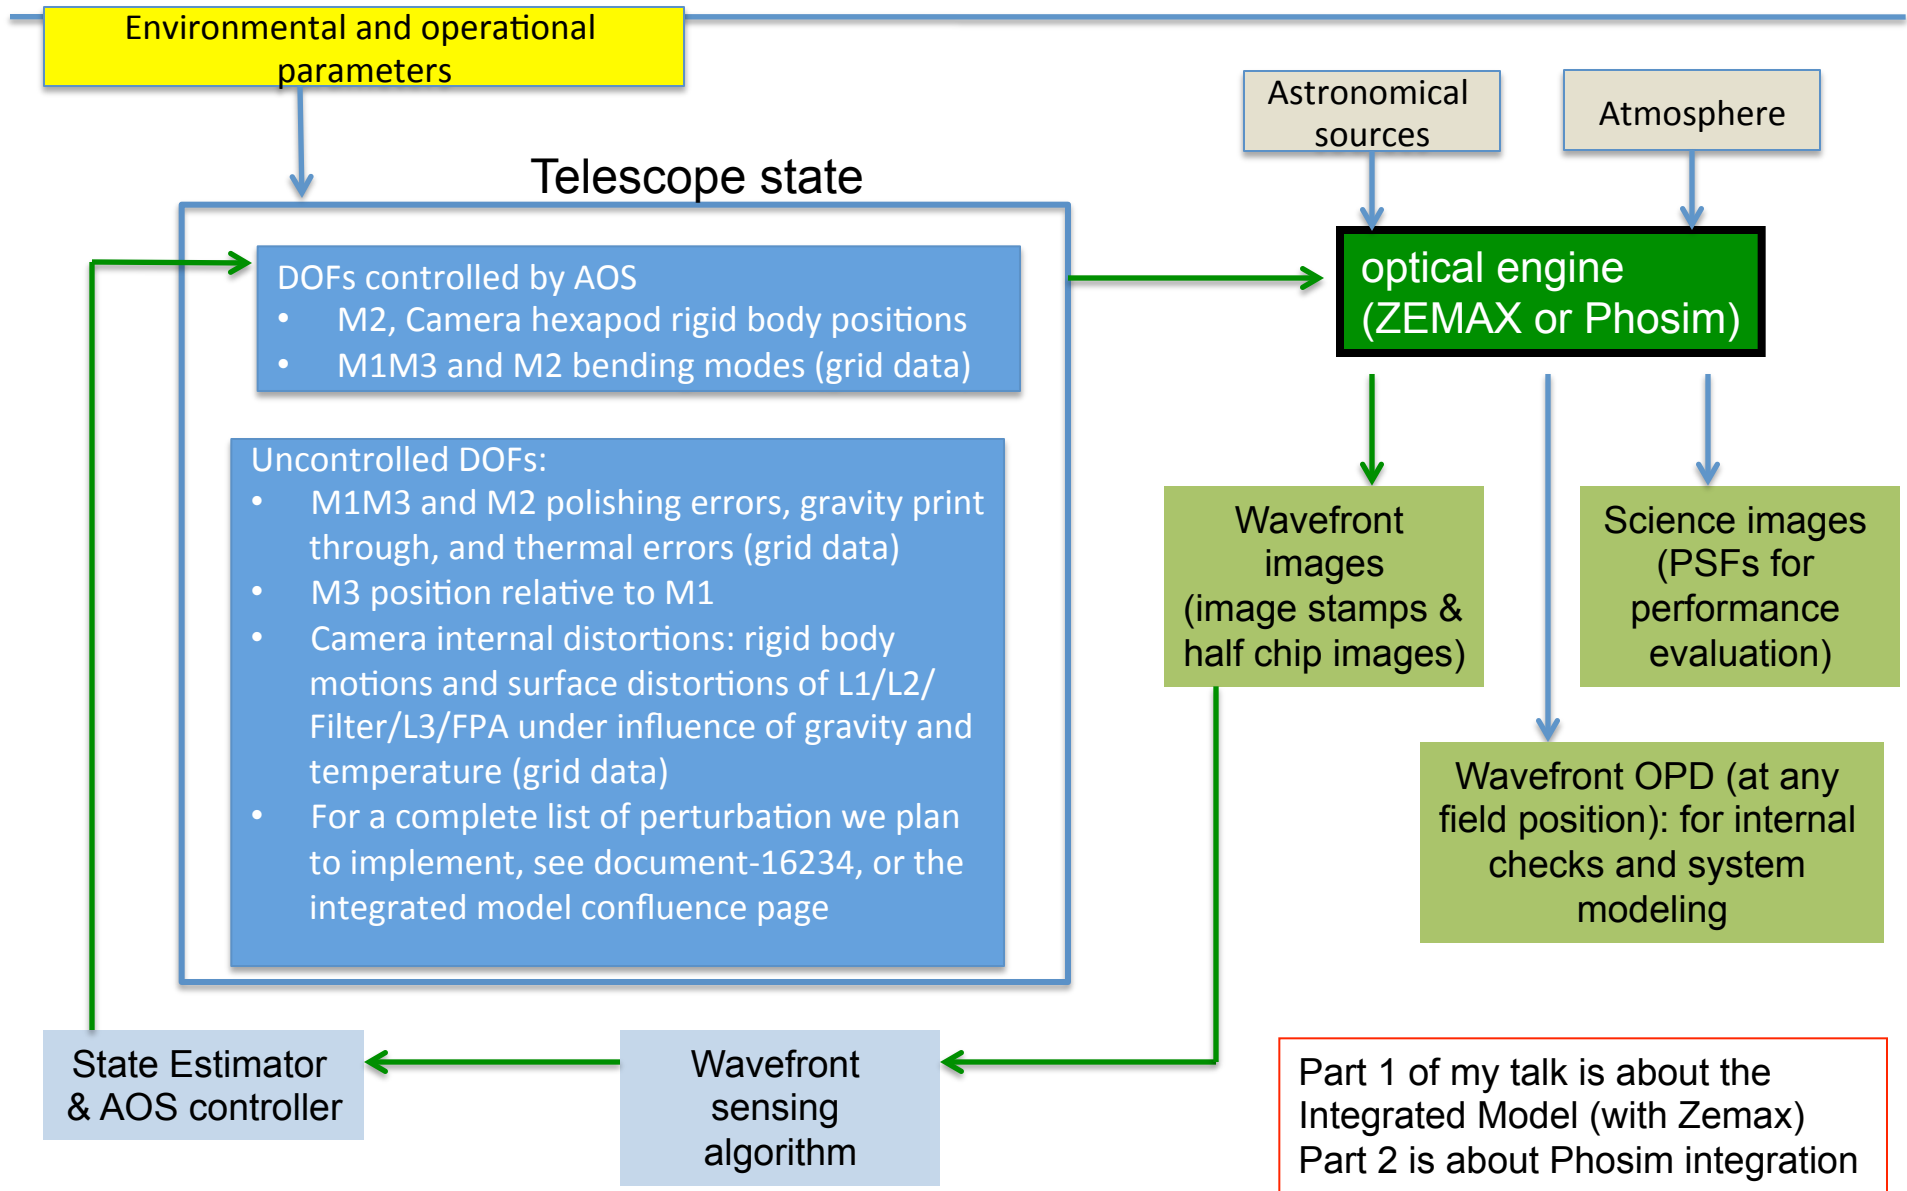 Environmental and operational
parameters
Astronomical
sources
Atmosphere
Telescope state
DOFs controlled by AOS
• M2, Camera hexapod rigid body positions
• M1M3 and M2 bending modes (grid data)
optical engine
(ZEMAX or Phosim)
Uncontrolled DOFs:
• M1M3 and M2 polishing errors, gravity print
through, and thermal errors (grid data)
• M3 position relative to M1
• Camera internal distortions: rigid body
motions and surface distortions of L1/L2/
Filter/L3/FPA under influence of gravity and
temperature (grid data)
• For a complete list of perturbation we plan
to implement, see document-16234, or the
integrated model confluence page
Wavefront
images
(image stamps &
half chip images)
Science images
(PSFs for
performance
evaluation)
Wavefront OPD (at any
field position): for internal
checks and system
modeling
State Estimator
& AOS controller
Wavefront
sensing
algorithm
Part 1 of my talk is about the
Integrated Model (with Zemax)
Part 2 is about Phosim integration